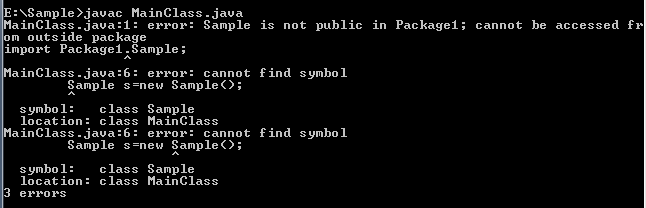 E:\Sample>javac MainClass.java
MainClass.java:1: error: Sample is not public in Package1; cannot be accessed fr
om outside package
import Package1.Sample;
^
MainClass.java:6: error: cannot find symbol
Sample s=new Sample();
^
symbol:   class Sample
location: class MainClass
MainClass.java:6: error: cannot find symbol
Sample s=new Sample();
^
symbol:   class Sample
location: class MainClass
3 errors